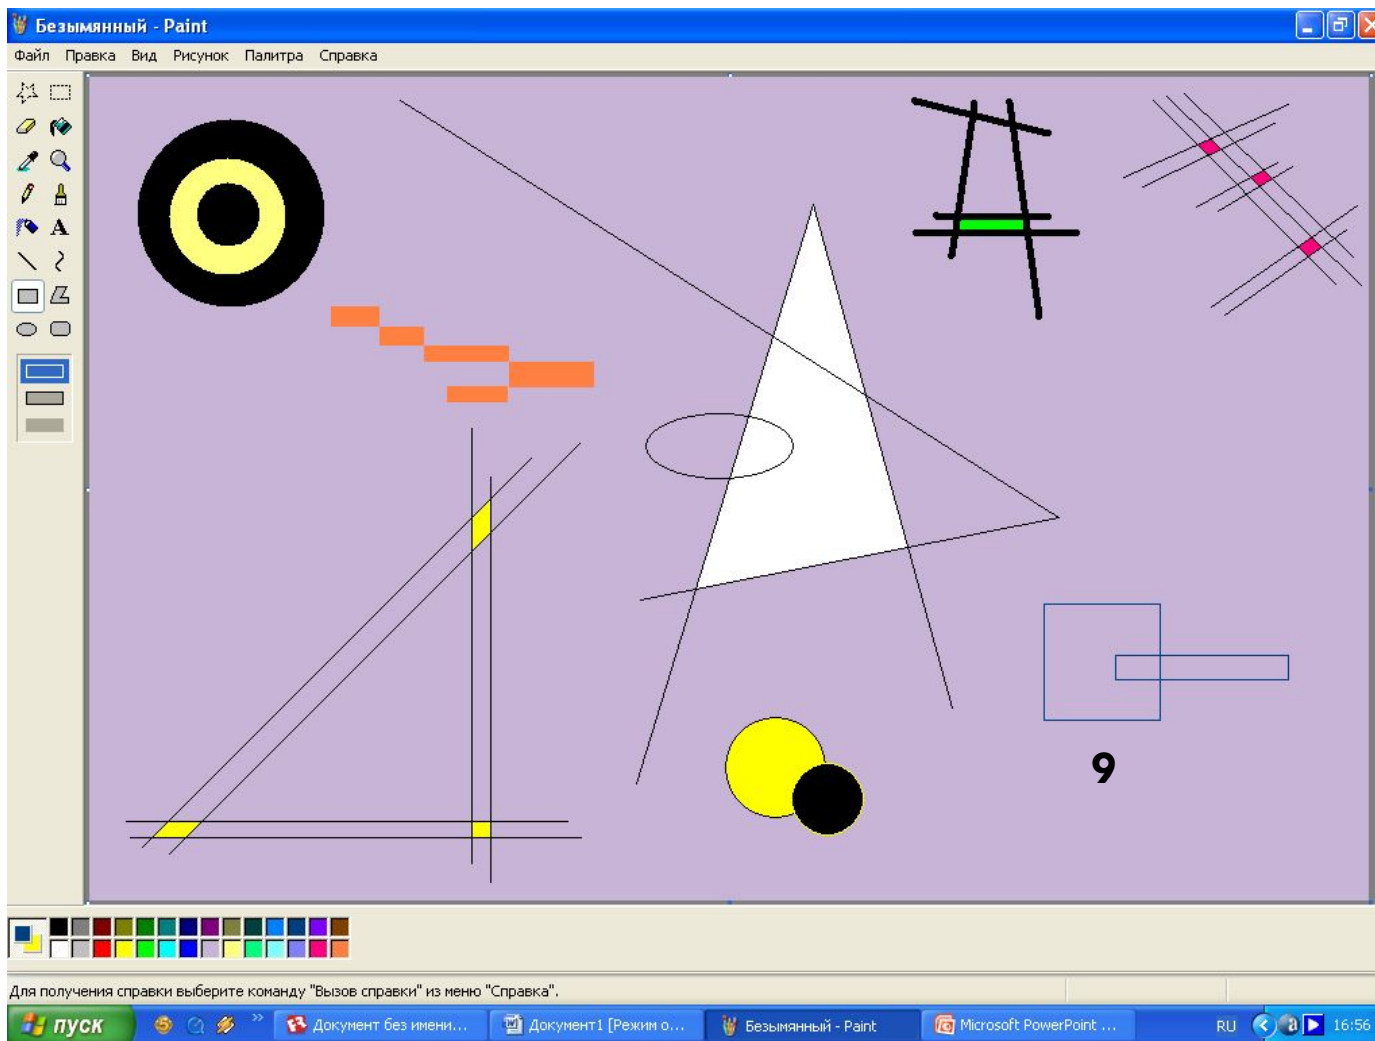 Безымянный - Paint
Файл Правка Вид Рисунок Палитра Справка
A
9
Для получения справки выберите команду "Вызов справки" из меню "Справка".
пуск
Документ без имени...
Документ1 [Режим о...
Безымянный - Paint
Microsoft PowerPoint ...
RU
16:56